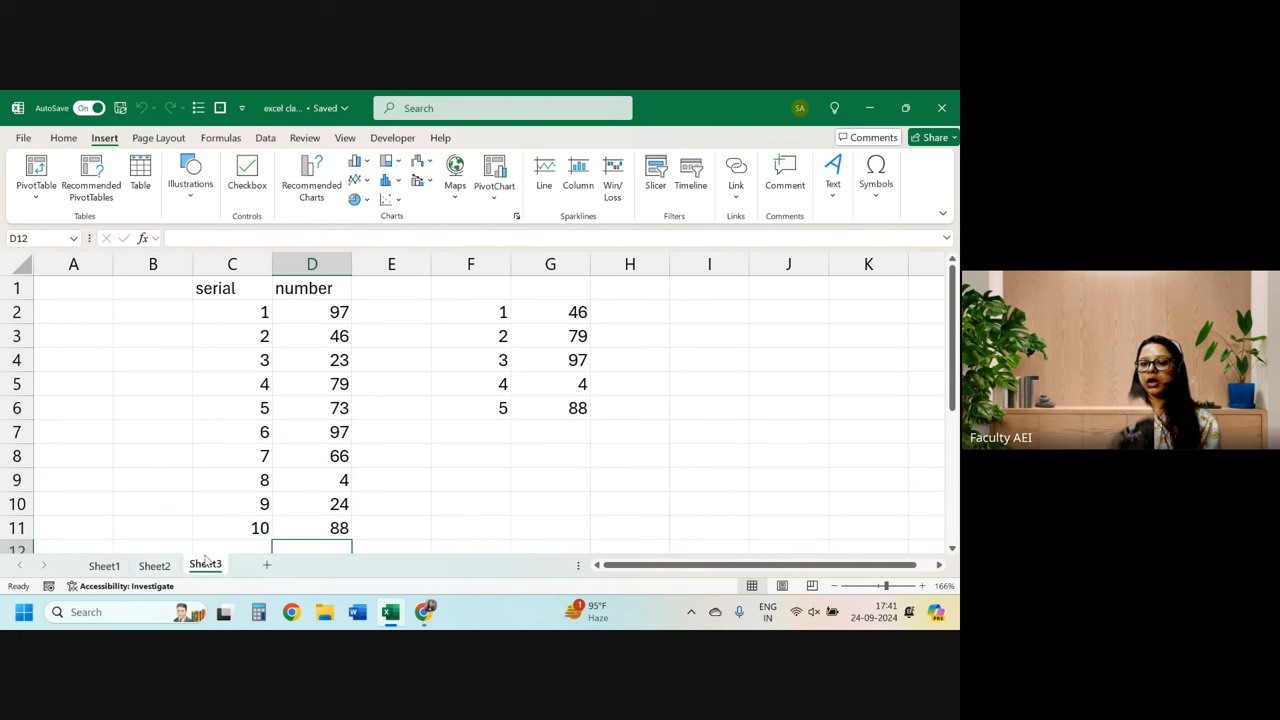 AutoSave On excel cla... • Saved Search SA
File Home Insert Page Layout Formulas Data Review View Developer Help Comments Share
PivotTable Recommended PivotTables Table Illustrations Checkbox Recommended Charts Maps PivotChart Line Column Win/Loss Slicer Timeline Link Comment Text Symbols
Tables Controls Charts Sparklines Filters Links Comments
D12 fx
A B C D E F G H I J K
1 serial number
2 1 97 1 46
3 2 46 2 79
4 3 23 3 97
5 4 79 4 4
6 5 73 5 88
7 6 97
8 7 66
9 8 4
10 9 24
11 10 88
12
Sheet1 Sheet2 Sheet3
Ready Accessibility: Investigate 166%
Search 1 95°F Haze ENG IN 17:41 24-09-2024 PRE
Faculty AEI